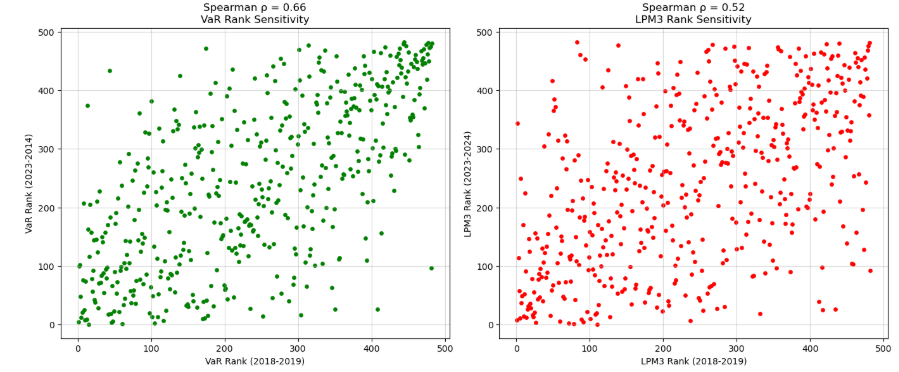 Spearman ρ = 0.66
VaR Rank Sensitivity
500
400
300
200
100
0
VaR Rank (2023-2014)
0 100 200 300 400 500
VaR Rank (2018-2019)
Spearman ρ = 0.52
LPM3 Rank Sensitivity
500
400
300
200
100
0
LPM3 Rank (2023-2024)
0 100 200 300 400 500
LPM3 Rank (2018-2019)